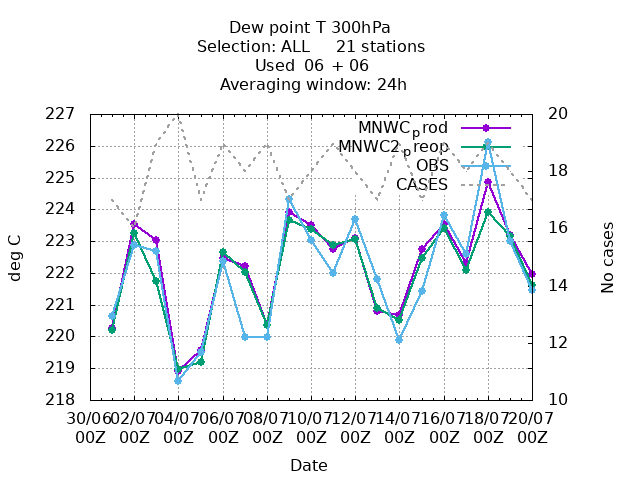 Dew point T 300hPa
Selection: ALL 21 stations
Used 06 + 06
Averaging window: 24h
227
226
225
224
223
222
221
220
219
218
deg C
20
18
16
14
12
10
No cases
MNWCprod
MNWC2preop
OBS
CASES
30/06 02/07 04/07 06/07 08/07 10/07 12/07 14/07 16/07 18/07 20/07
00Z 00Z 00Z 00Z 00Z 00Z 00Z 00Z 00Z 00Z 00Z
Date